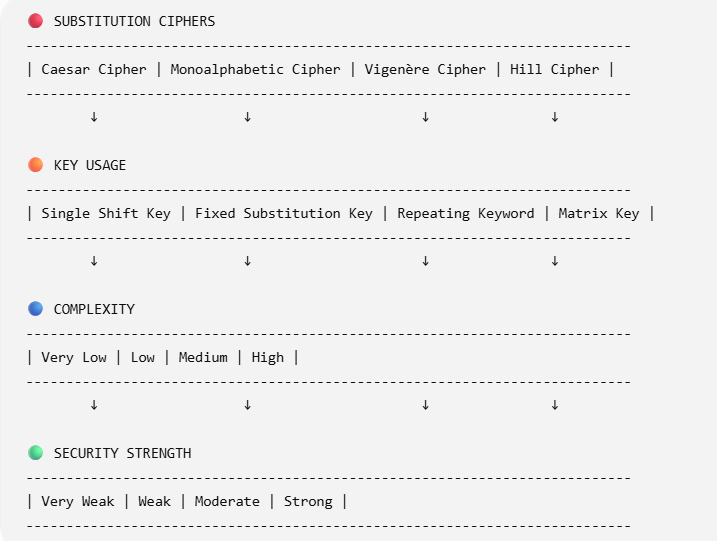 🔴 SUBSTITUTION CIPHERS
---------------------------------------------------------------------------
| Caesar Cipher | Monoalphabetic Cipher | Vigenère Cipher | Hill Cipher |
---------------------------------------------------------------------------
↓ ↓ ↓ ↓
🟠 KEY USAGE
---------------------------------------------------------------------------
| Single Shift Key | Fixed Substitution Key | Repeating Keyword | Matrix Key |
---------------------------------------------------------------------------
↓ ↓ ↓ ↓
🔵 COMPLEXITY
---------------------------------------------------------------------------
| Very Low | Low | Medium | High |
---------------------------------------------------------------------------
↓ ↓ ↓ ↓
🟢 SECURITY STRENGTH
---------------------------------------------------------------------------
| Very Weak | Weak | Moderate | Strong |
---------------------------------------------------------------------------